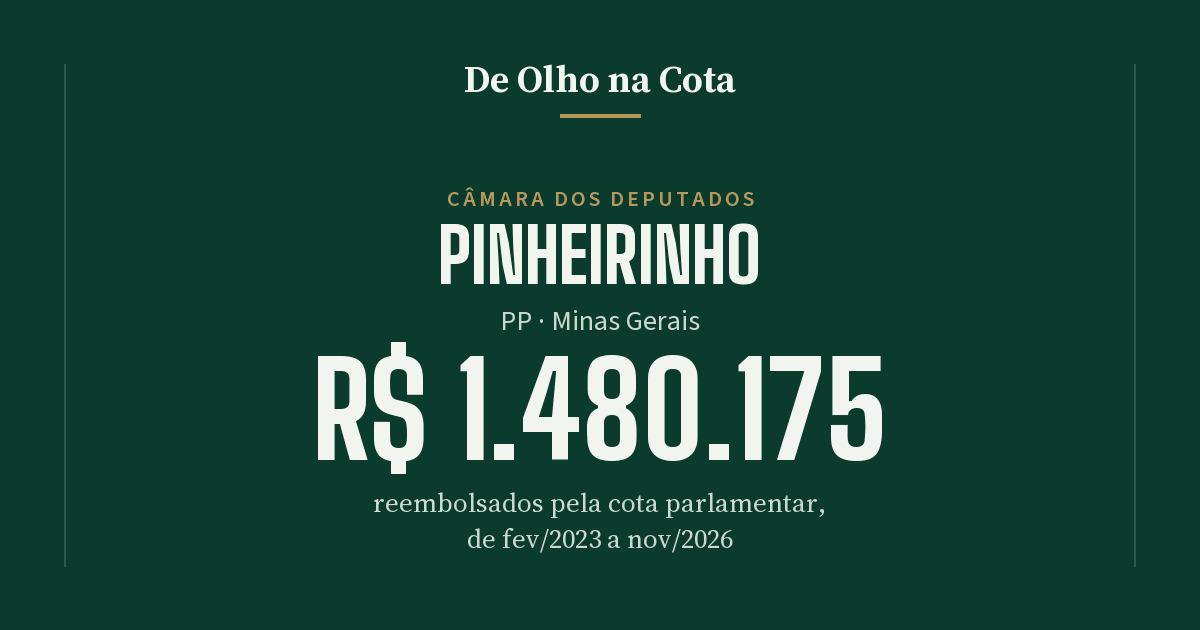 De Olho na Cota
CÂMARA DOS DEPUTADOS
PINHEIRINHO
PP · Minas Gerais
R$ 1.480.175
reembolsados pela cota parlamentar,
de fev/2023 a nov/2026